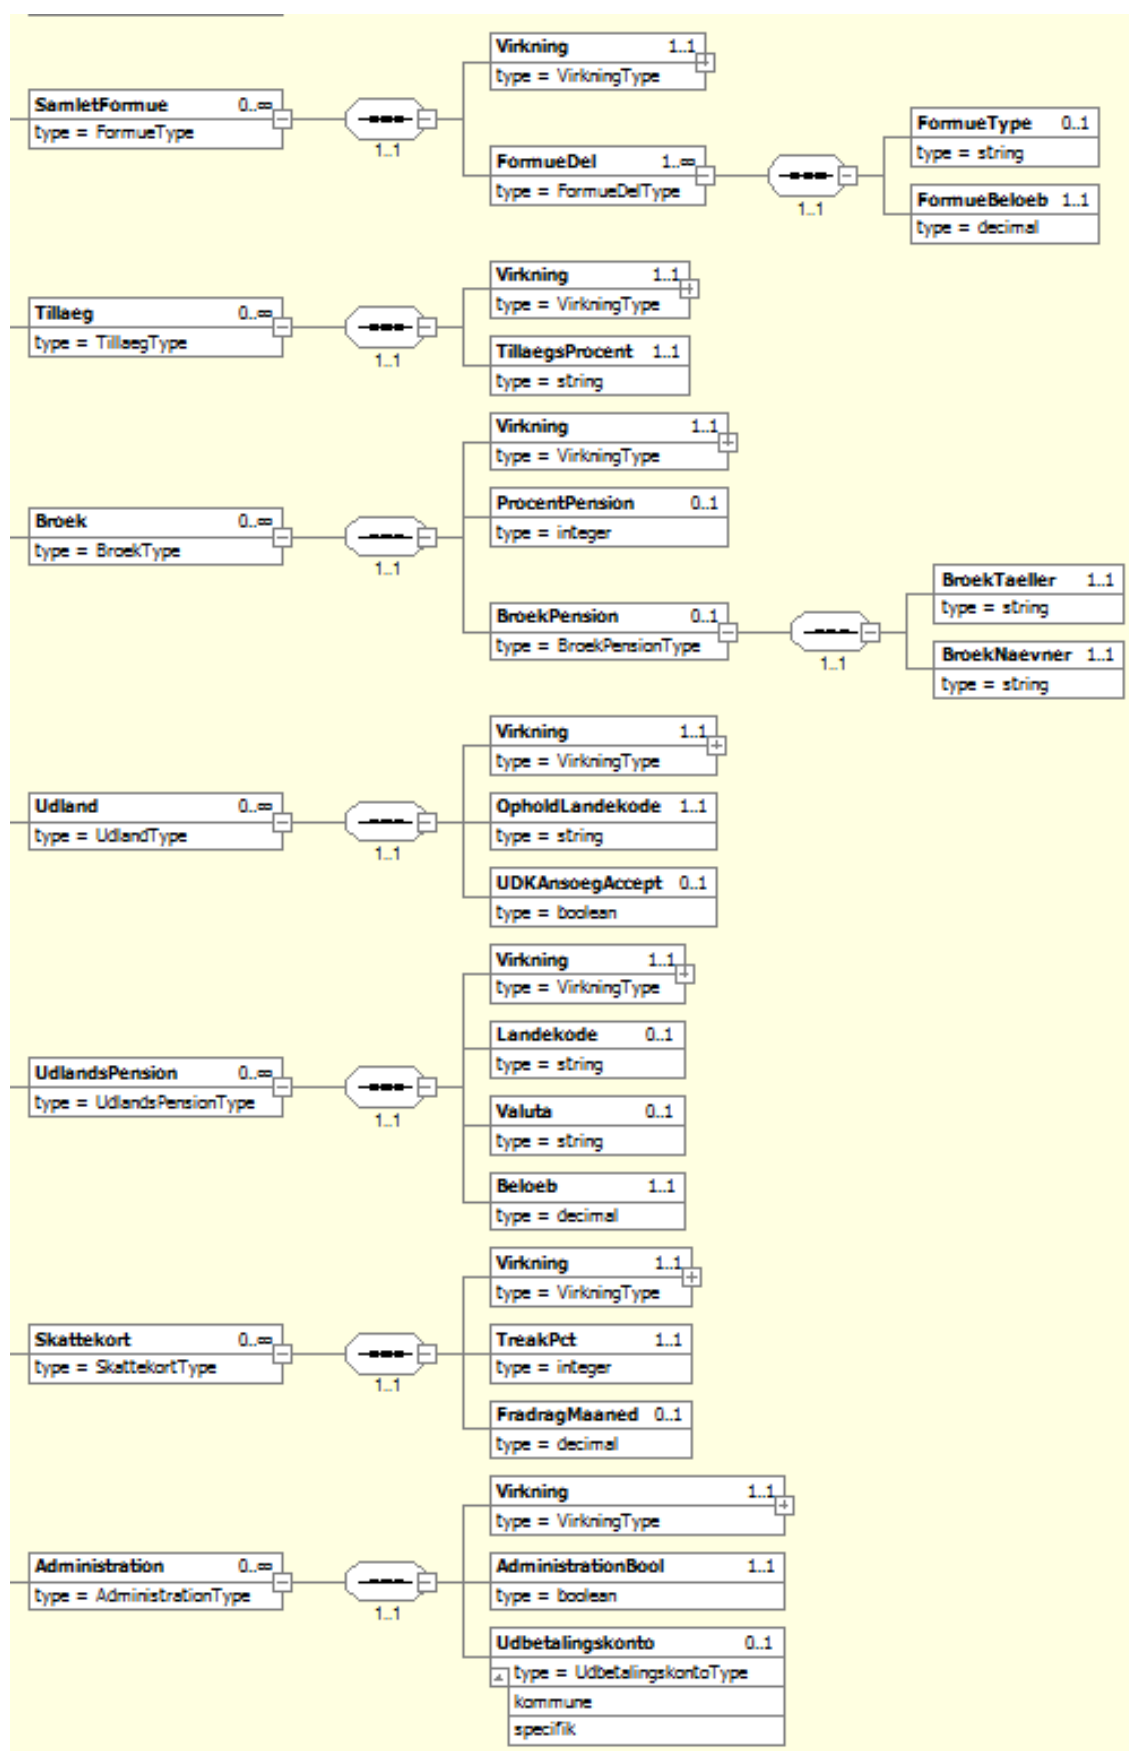 SamletFormue 0..∞
type = FormueType
1..1
Virkning 1..1
type = VirkningType
FormueDel 1..∞
type = FormueDelType
1..1
FormueType 0..1
type = string
FormueBeloeb 1..1
type = decimal
Tillaeg 0..∞
type = TillaegType
1..1
Virkning 1..1
type = VirkningType
TillaegsProcent 1..1
type = string
Broek 0..∞
type = BroekType
1..1
Virkning 1..1
type = VirkningType
ProcentPension 0..1
type = integer
BroekPension 0..1
type = BroekPensionType
1..1
BroekTaeller 1..1
type = string
BroekNaevner 1..1
type = string
Udland 0..∞
type = UdlandType
1..1
Virkning 1..1
type = VirkningType
OpholdLandekode 1..1
type = string
UDKAnsoegAccept 0..1
type = boolean
UdlandsPension 0..∞
type = UdlandsPensionType
1..1
Virkning 1..1
type = VirkningType
Landekode 0..1
type = string
Valuta 0..1
type = string
Beloeb 1..1
type = decimal
Skattekort 0..∞
type = SkattekortType
1..1
Virkning 1..1
type = VirkningType
TreakPct 1..1
type = integer
FradragMaaned 0..1
type = decimal
Administration 0..∞
type = AdministrationType
1..1
Virkning 1..1
type = VirkningType
AdministrationBool 1..1
type = boolean
Udbetalingskonto 0..1
type = UdbetalingskontoType
kommune
specifik